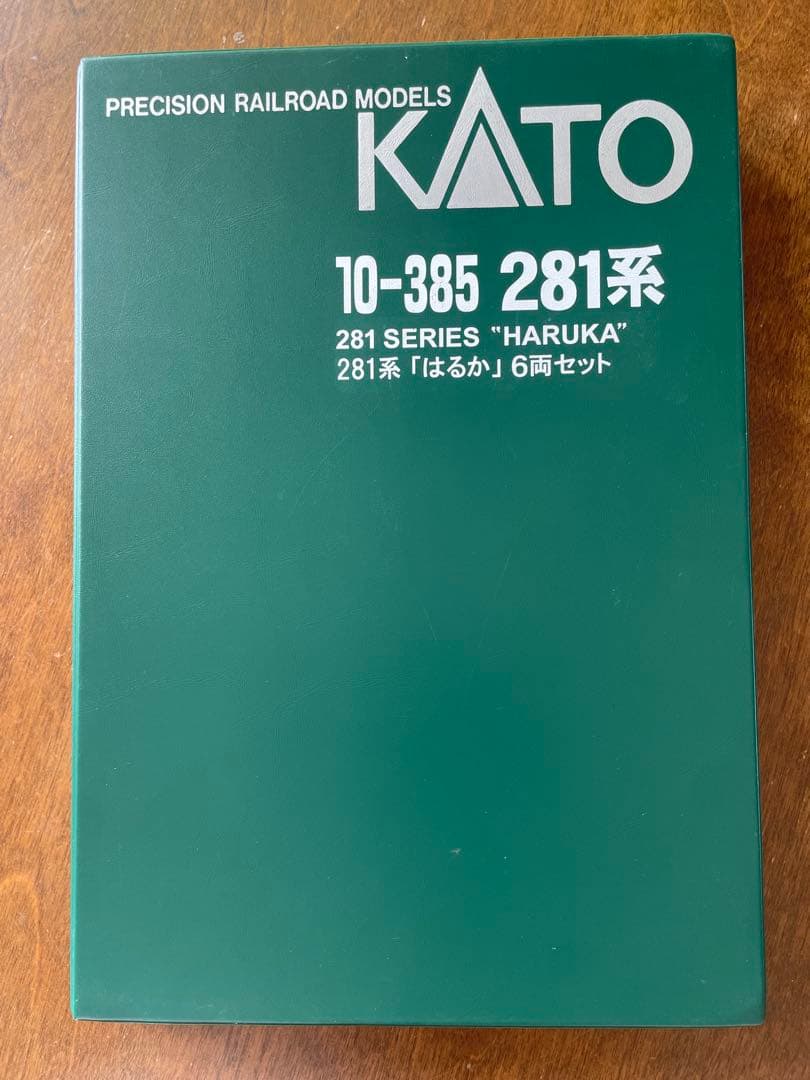 PRECISION RAILROAD MODELS
KATO
10-385 281系
281 SERIES "HARUKA"
281系「はるか」6両セット